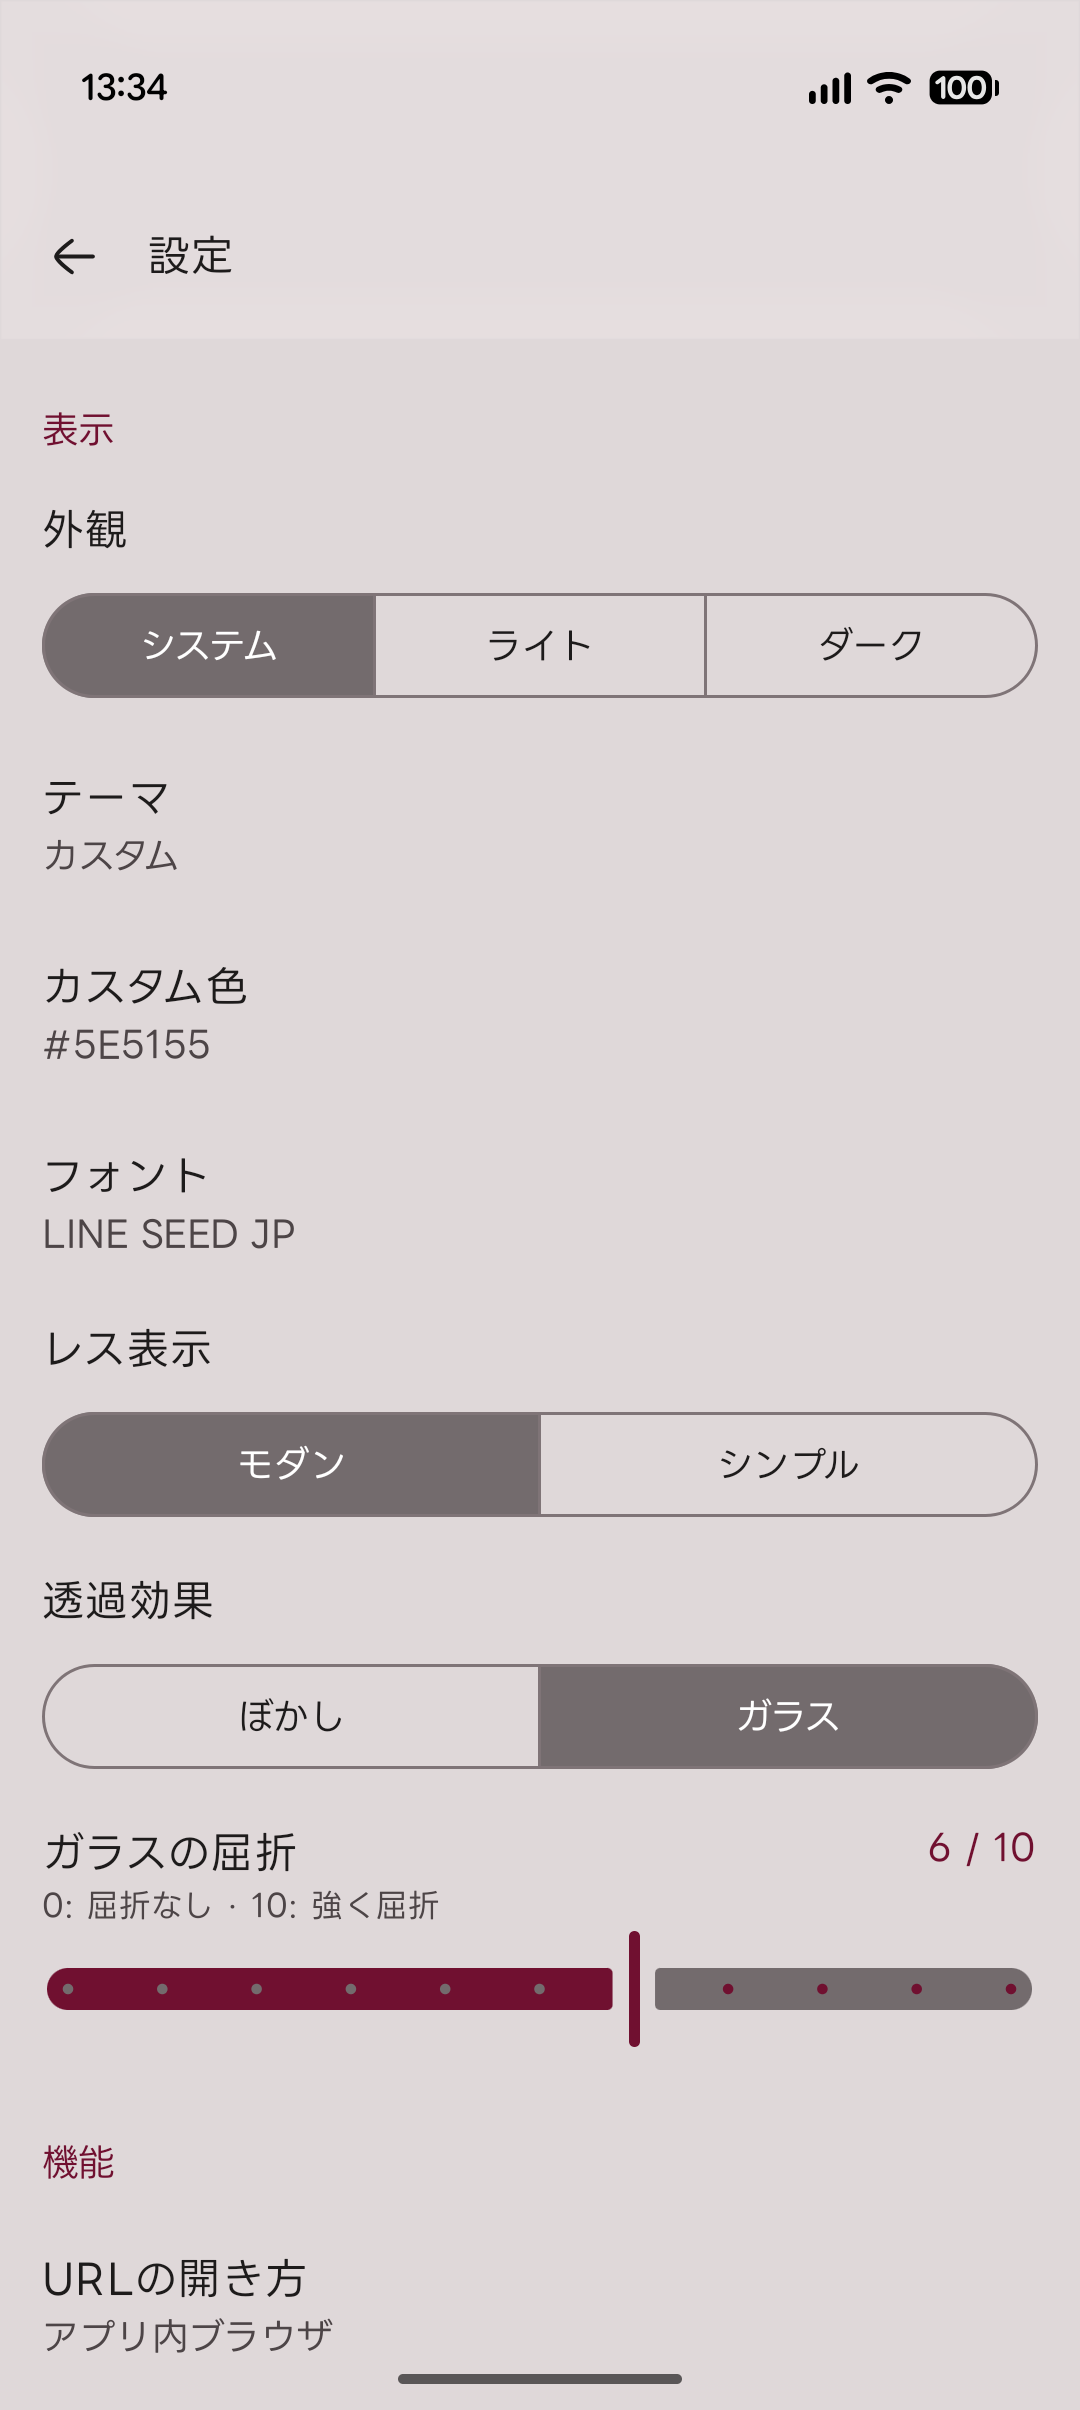 13:34
100
設定
表示
外観
システム ライト ダーク
テーマ
カスタム
カスタム色
#5E5155
フォント
LINE SEED JP
レス表示
モダン シンプル
透過効果
ぼかし ガラス
ガラスの屈折 6 / 10
0: 屈折なし · 10: 強く屈折
機能
URLの開き方
アプリ内ブラウザ